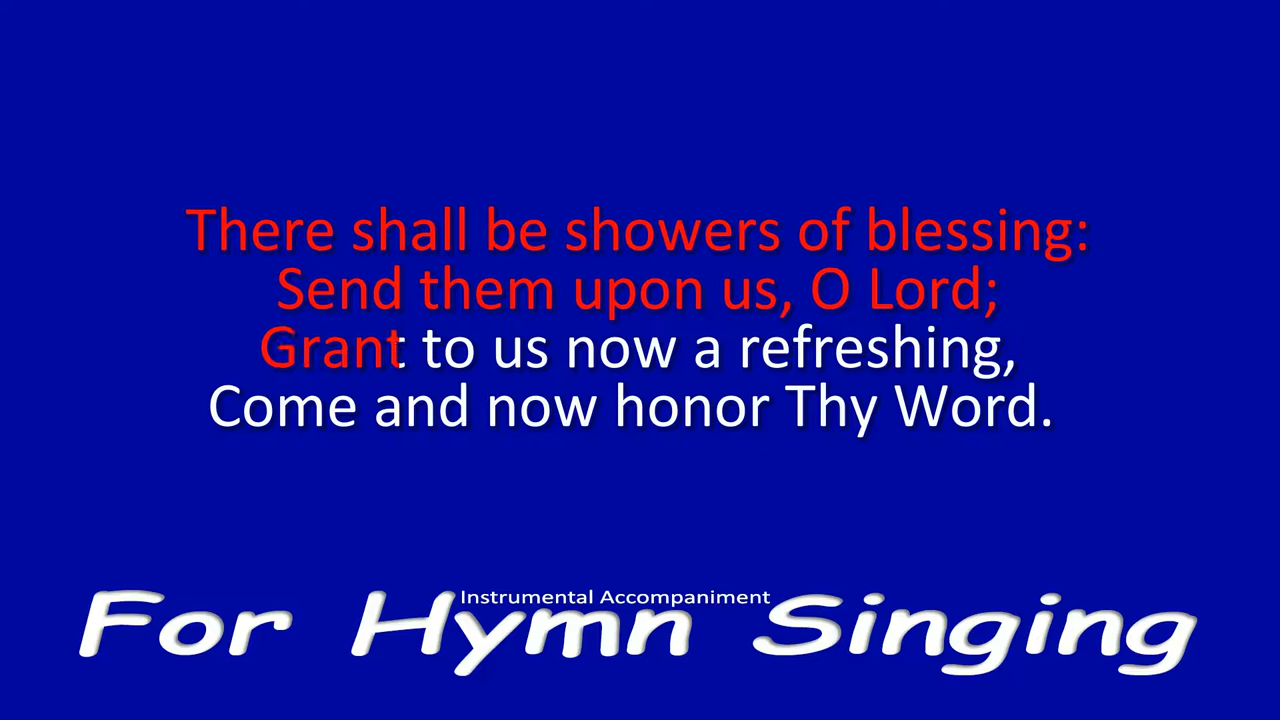 There shall be showers of blessing:
Send them upon us, O Lord;
Grant to us now a refreshing,
Come and now honor Thy Word.
Instrumental Accompaniment
For Hymn Singing